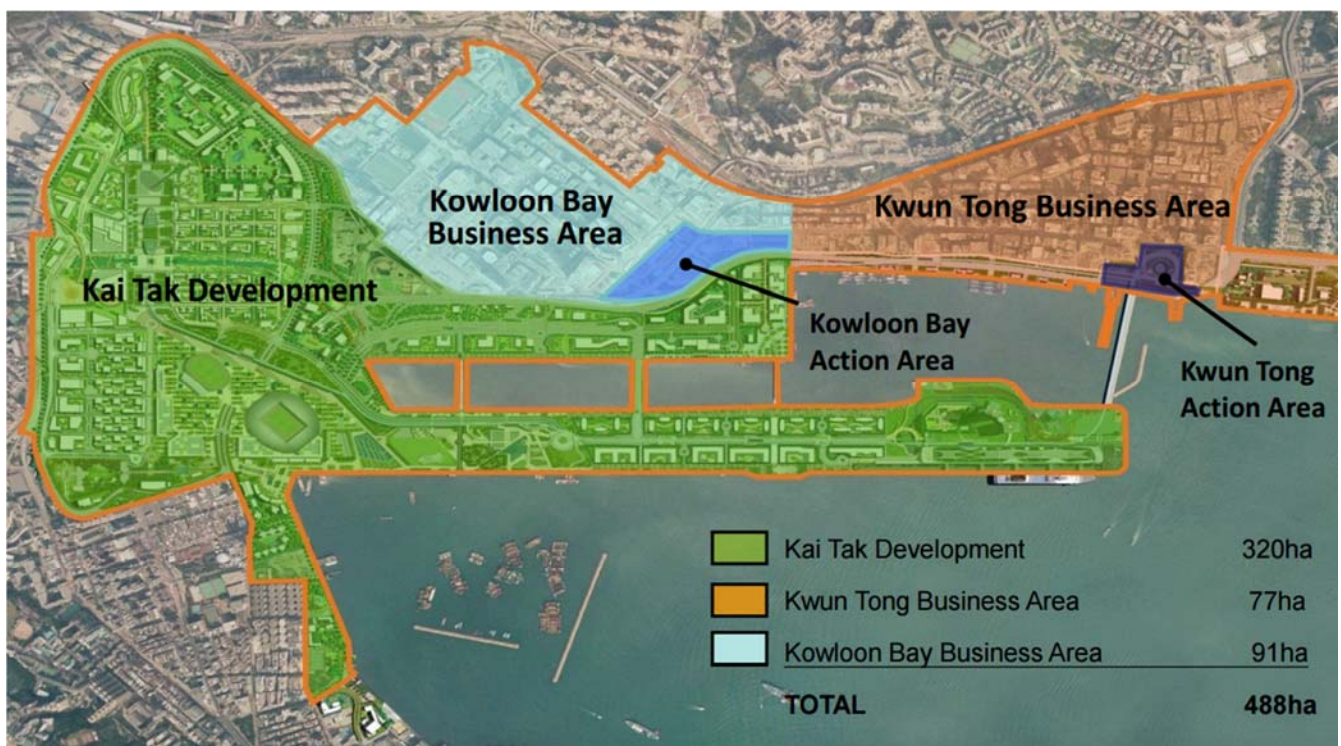 Kowloon Bay
Business Area
Kwun Tong Business Area
Kai Tak Development
Kowloon Bay
Action Area
Kwun Tong
Action Area
Kai Tak Development 320ha
Kwun Tong Business Area 77ha
Kowloon Bay Business Area 91ha
TOTAL 488ha